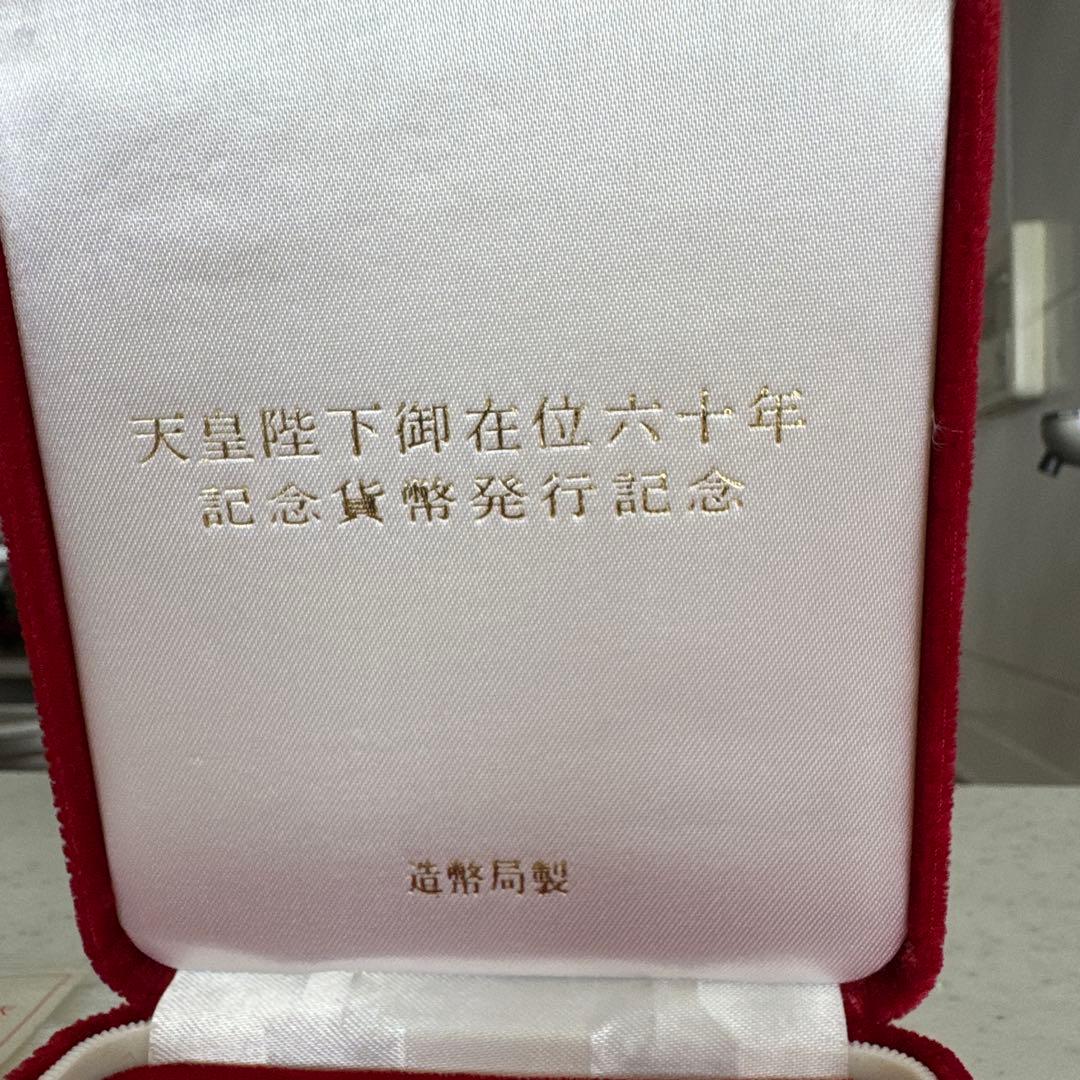 天皇陛下御在位六十年
記念貨幣発行記念
造幣局製